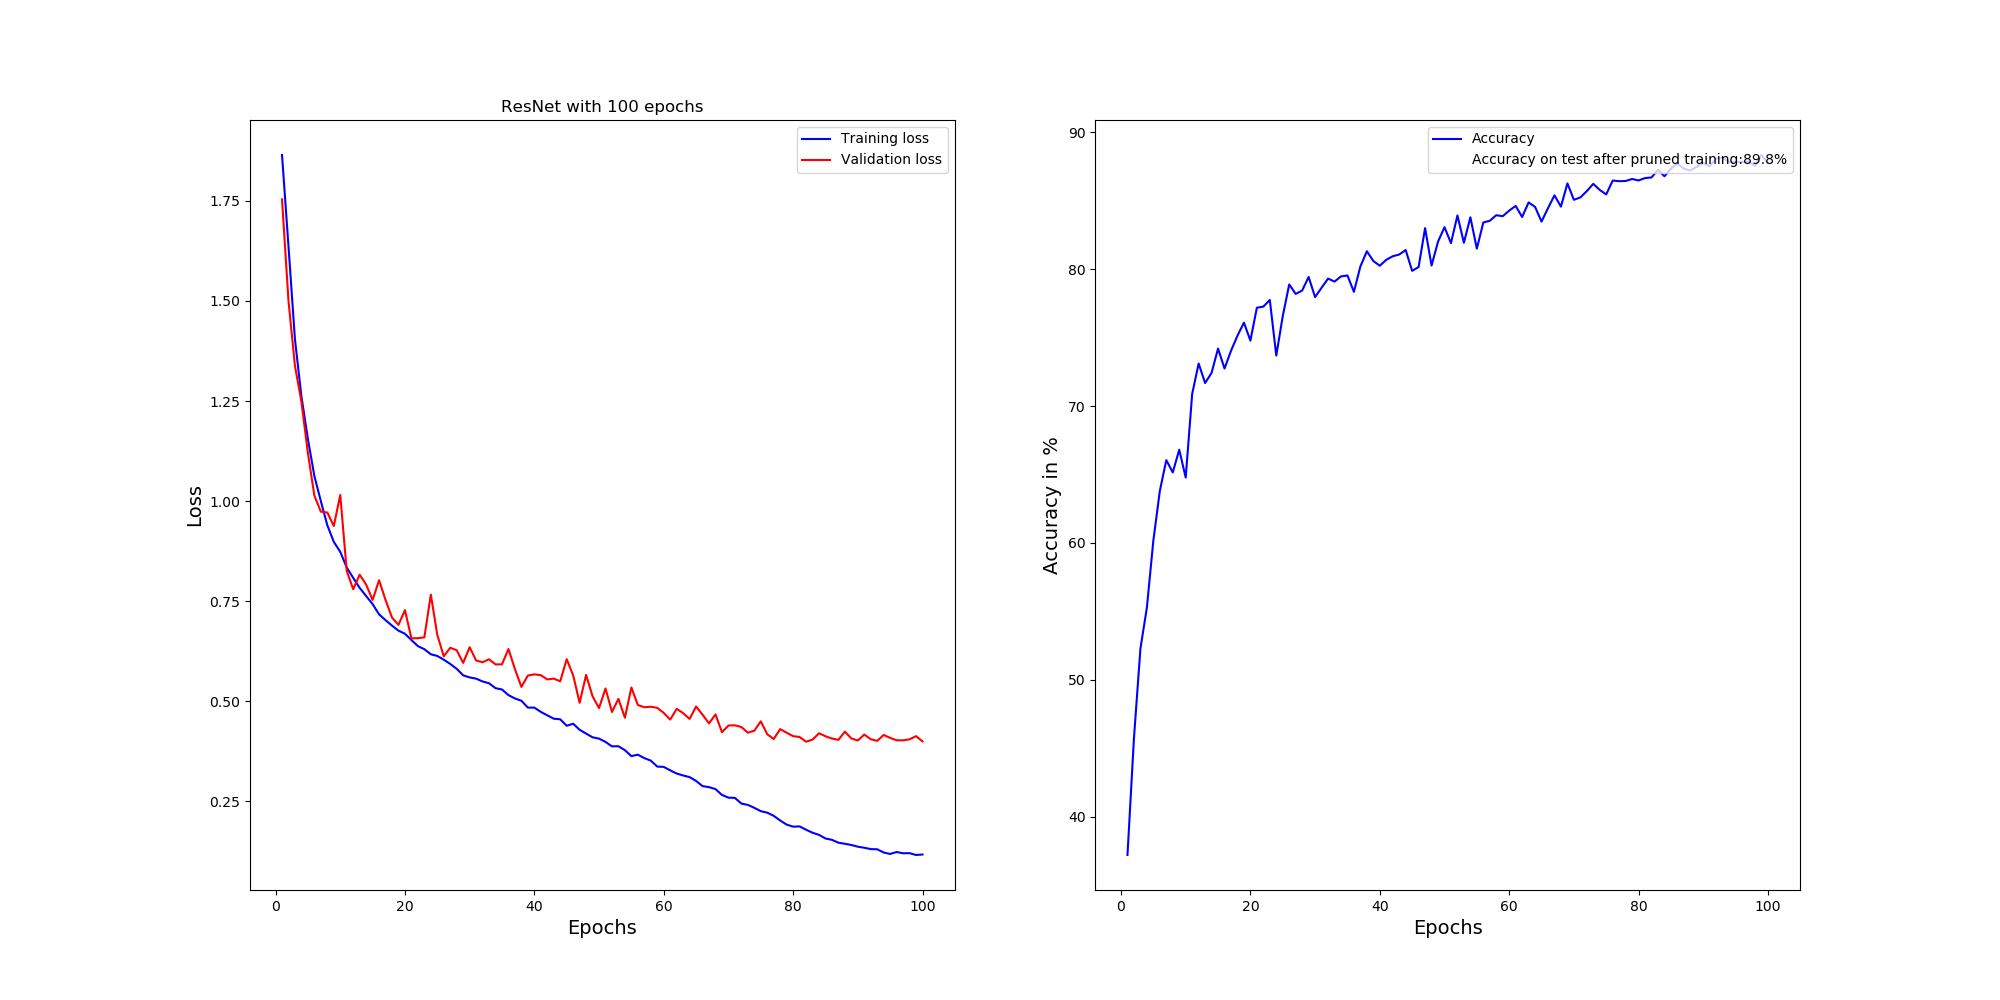 ResNet with 100 epochs
Training loss
Validation loss
1.75
1.50
1.25
1.00
0.75
0.50
0.25
0 20 40 60 80 100
Loss
Epochs
Accuracy
Accuracy on test after pruned training:89.8%
90
80
70
60
50
40
0 20 40 60 80 100
Accuracy in %
Epochs